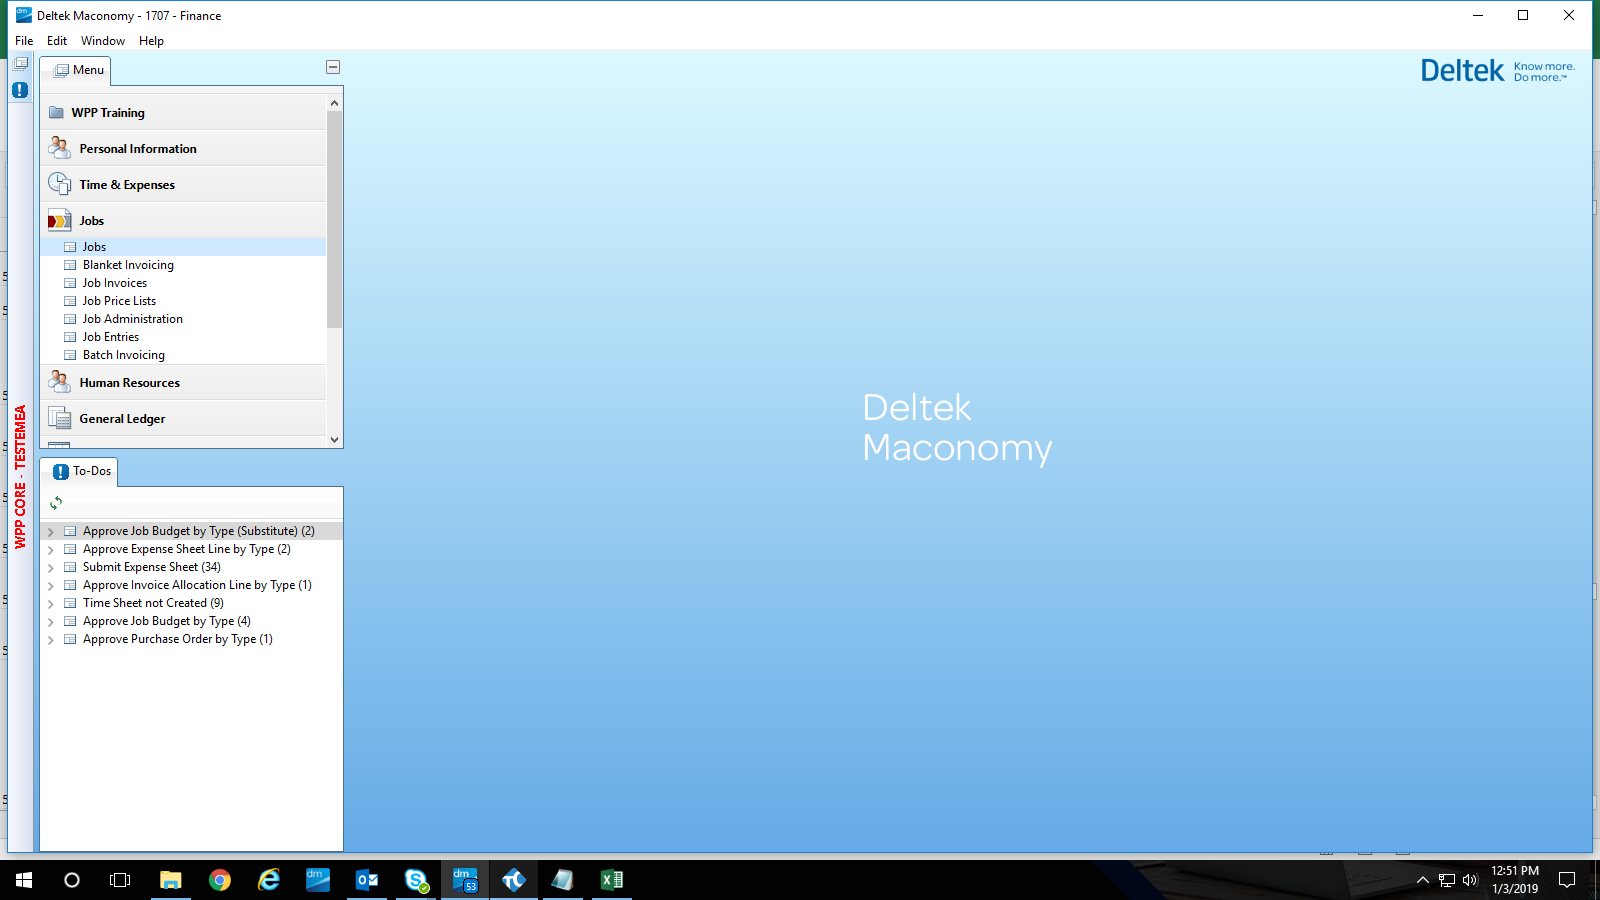 Deltek Maconomy - 1707 - Finance
File Edit Window Help
Menu
WPP Training
Personal Information
Time & Expenses
Jobs
Jobs
Blanket Invoicing
Job Invoices
Job Price Lists
Job Administration
Job Entries
Batch Invoicing
Human Resources
General Ledger
To-Dos
Approve Job Budget by Type (Substitute) (2)
Approve Expense Sheet Line by Type (2)
Submit Expense Sheet (34)
Approve Invoice Allocation Line by Type (1)
Time Sheet not Created (9)
Approve Job Budget by Type (4)
Approve Purchase Order by Type (1)
WPP CORE - TESTEMEA
Deltek Know more.
Do more.™
Deltek
Maconomy
dm
dm
dm
53
12:51 PM
1/3/2019